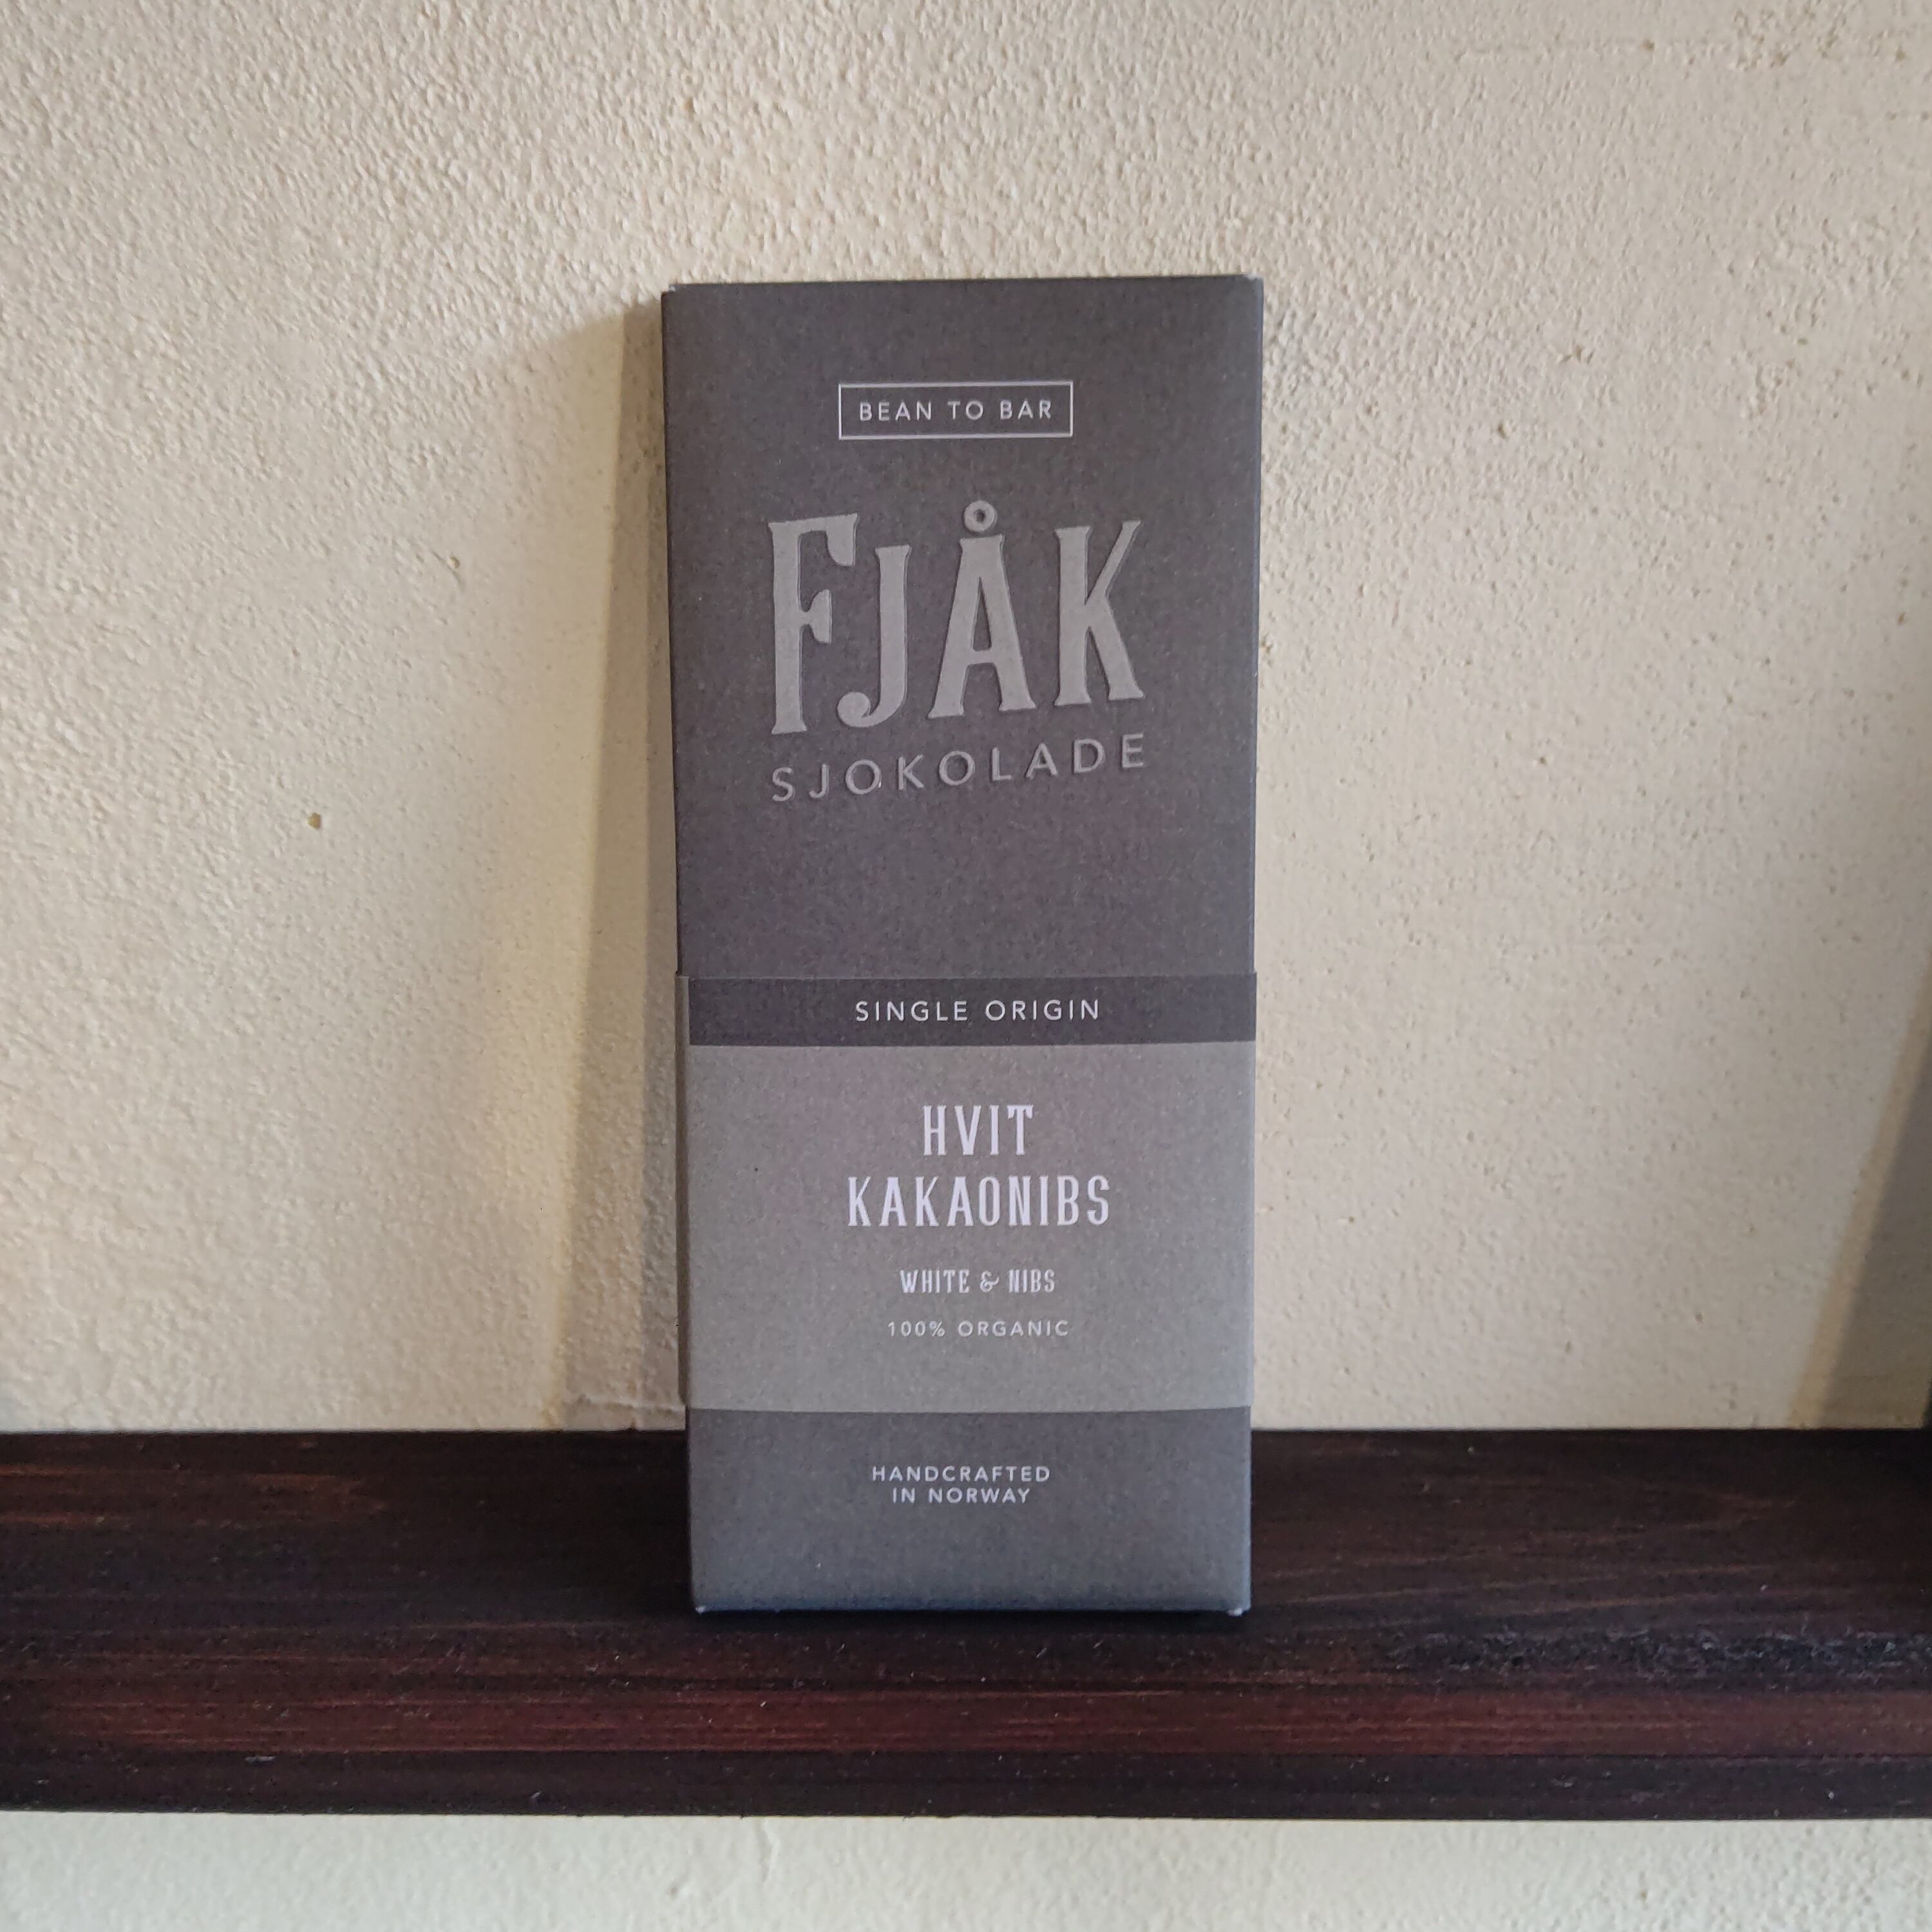 BEAN TO BAR
FJÅK
SJOKOLADE
SINGLE ORIGIN
HVIT
KAKAONIBS
WHITE & NIBS
100% ORGANIC
HANDCRAFTED
IN NORWAY